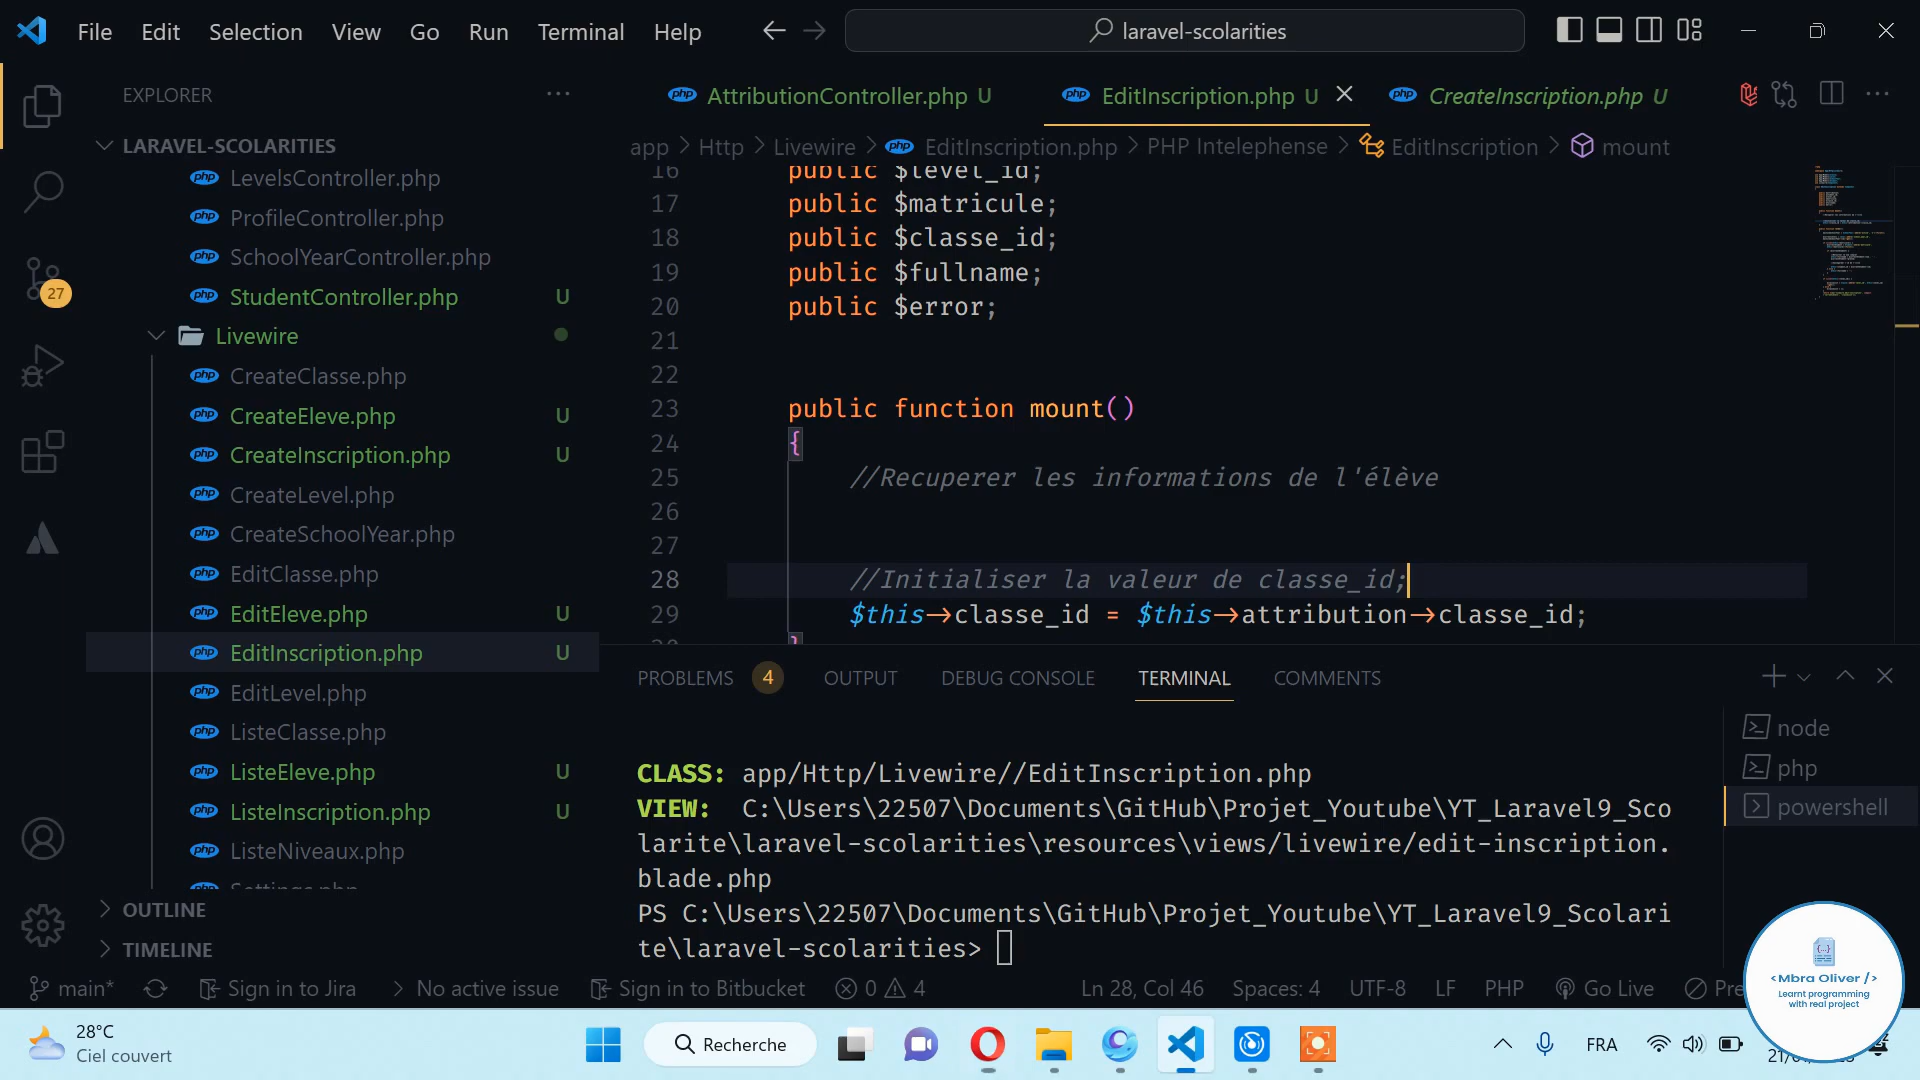 File Edit Selection View Go Run Terminal Help
laravel-scolarities
EXPLORER
LARAVEL-SCOLARITIES
LevelsController.php
ProfileController.php
SchoolYearController.php
StudentController.php U
Livewire
CreateClasse.php
CreateEleve.php U
CreateInscription.php U
CreateLevel.php
CreateSchoolYear.php
EditClasse.php
EditEleve.php U
EditInscription.php U
EditLevel.php
ListeClasse.php
ListeEleve.php U
ListeInscription.php U
ListeNiveaux.php
Settings.php
OUTLINE
TIMELINE
27
AttributionController.php U
EditInscription.php U
CreateInscription.php U
app > Http > Livewire > EditInscription.php > PHP Intelephense > EditInscription > mount
16 public $level_id;
17 public $matricule;
18 public $classe_id;
19 public $fullname;
20 public $error;
21
22
23 public function mount()
24 {
25 //Recuperer les informations de l'élève
26
27
28 //Initialiser la valeur de classe_id;
29 $this->classe_id = $this->attribution->classe_id;
30 }
PROBLEMS 4 OUTPUT DEBUG CONSOLE TERMINAL COMMENTS
CLASS: app/Http/Livewire//EditInscription.php
VIEW: C:\Users\22507\Documents\GitHub\Projet_Youtube\YT_Laravel9_Sco
larite\laravel-scolarities\resources\views/livewire/edit-inscription.
blade.php
PS C:\Users\22507\Documents\GitHub\Projet_Youtube\YT_Laravel9_Scolari
te\laravel-scolarities>
node
php
powershell
main* Sign in to Jira No active issue Sign in to Bitbucket 0 4 Ln 28, Col 46 Spaces: 4 UTF-8 LF PHP Go Live
<Mbra Oliver />
Learnt programming
with real project
28°C
Ciel couvert
Recherche
FRA